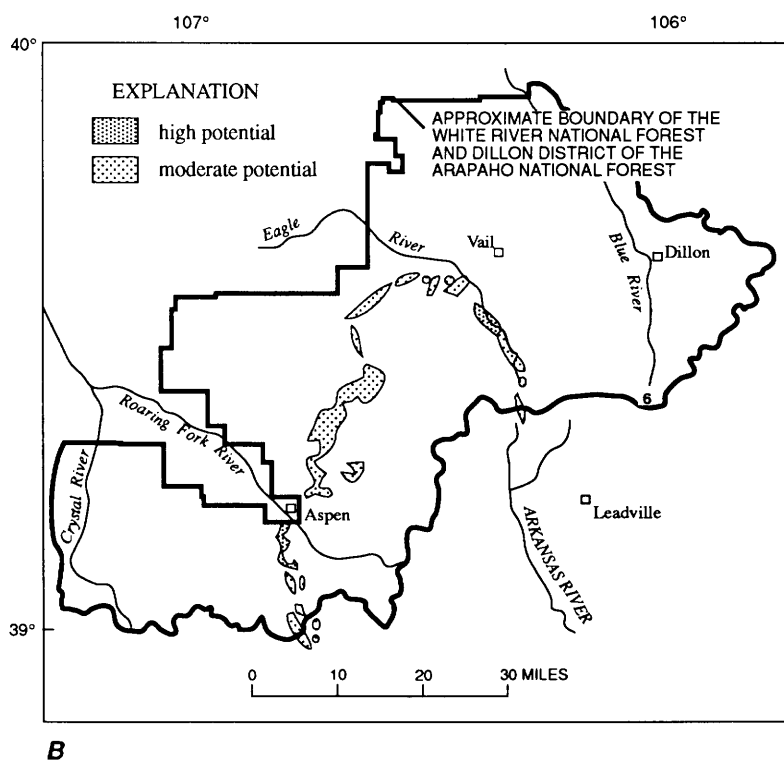 107°
106°
40°
EXPLANATION
high potential
moderate potential
APPROXIMATE BOUNDARY OF THE
WHITE RIVER NATIONAL FOREST
AND DILLON DISTRICT OF THE
ARAPAHO NATIONAL FOREST
Eagle River
Vail
Blue River
Dillon
6
Roaring Fork River
Crystal River
Aspen
Leadville
ARKANSAS RIVER
39°
0 10 20 30 MILES
B